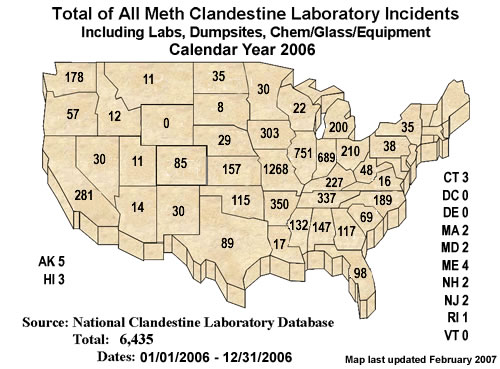 Total of All Meth Clandestine Laboratory Incidents
Including Labs, Dumpsites, Chem/Glass/Equipment
Calendar Year 2006
178
11
35
30
57
12
8
22
200
35
0
303
38
29
751
689
210
30
11
85
157
1268
48
16
227
281
115
350
337
189
14
30
132
147
117
69
89
17
98
CT 3
DC 0
DE 0
MA 2
MD 2
ME 4
NH 2
NJ 2
RI 1
VT 0
AK 5
HI 3
Source: National Clandestine Laboratory Database
Total: 6,435
Dates: 01/01/2006 - 12/31/2006
Map last updated February 2007